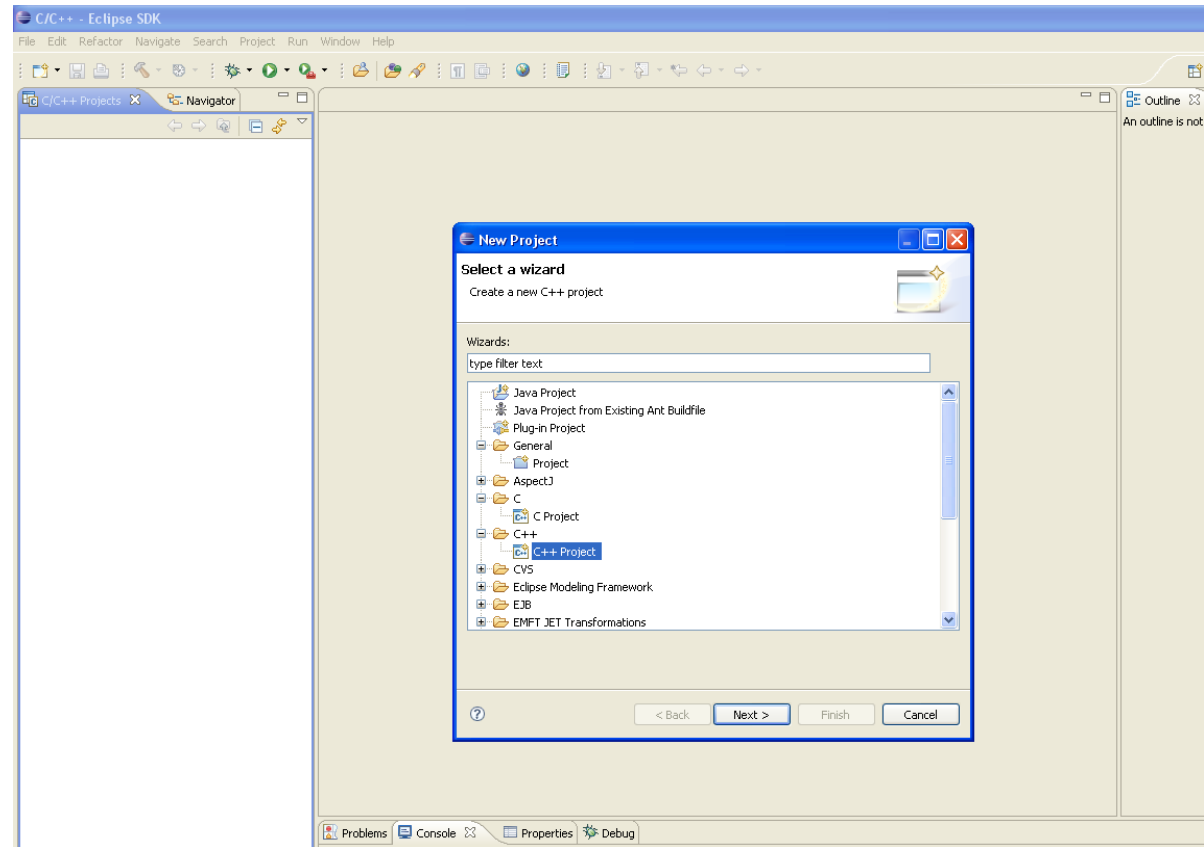 C/C++ - Eclipse SDK
File Edit Refactor Navigate Search Project Run Window Help
C/C++ Projects Navigator
Outline
An outline is not
New Project
Select a wizard
Create a new C++ project
Wizards:
type filter text
Java Project
Java Project from Existing Ant Buildfile
Plug-in Project
General
Project
AspectJ
C
C Project
C++
C++ Project
CVS
Eclipse Modeling Framework
EJB
EMFT JET Transformations
< Back Next > Finish Cancel
Problems Console Properties Debug